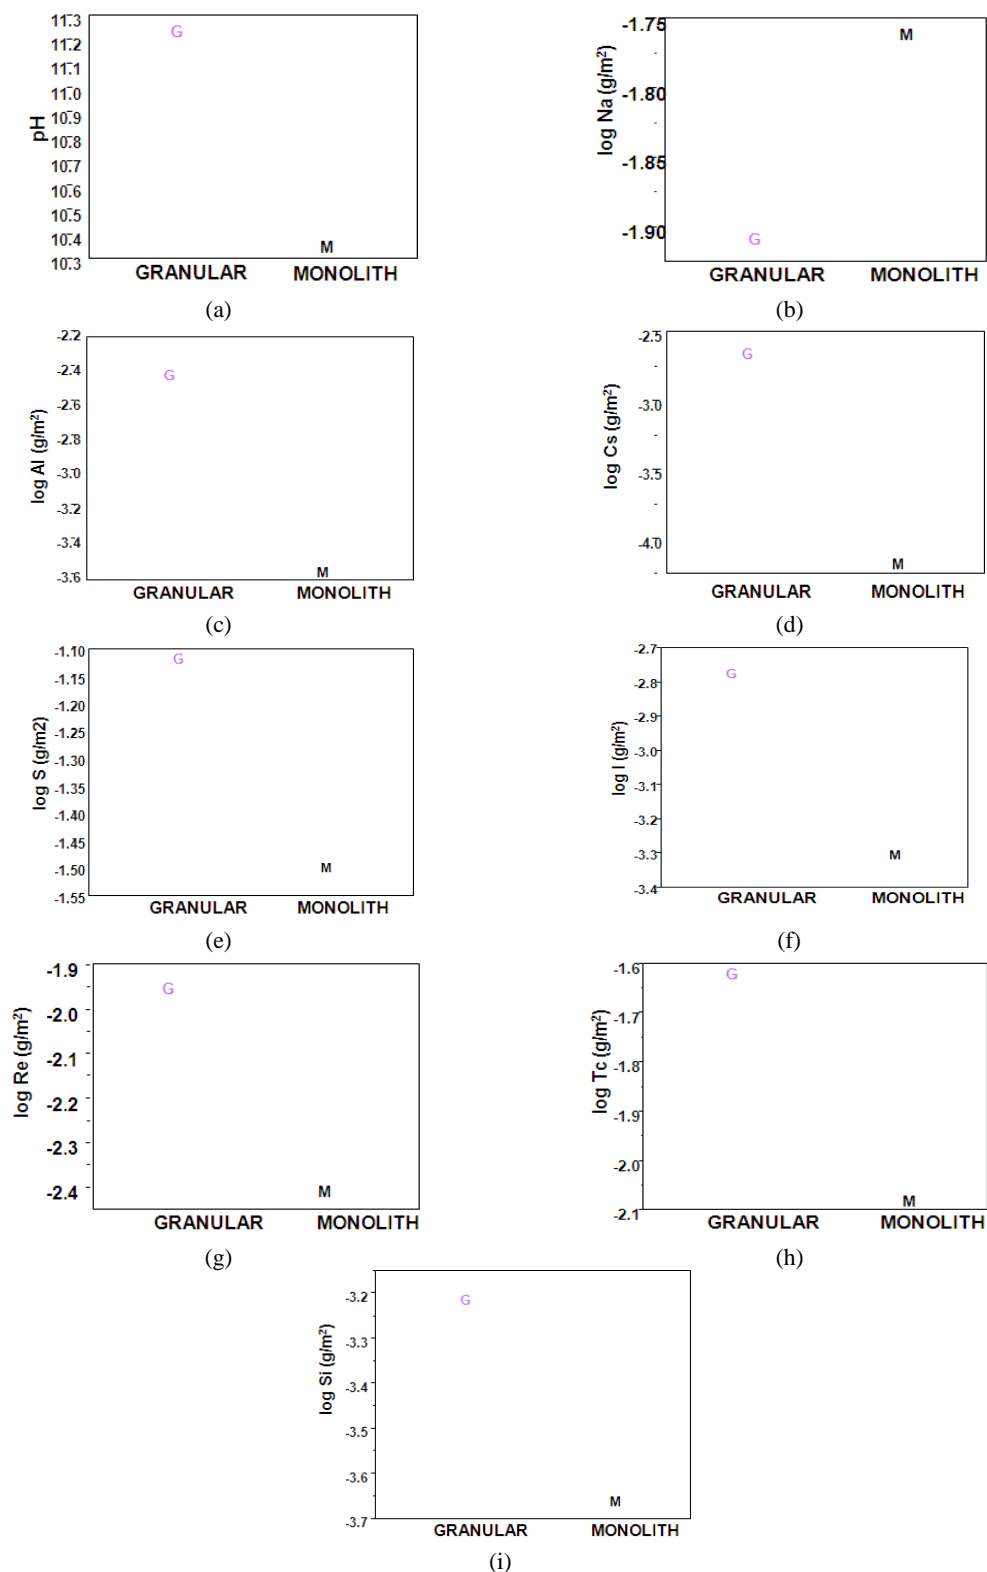 pH
11.3
11.2
11.1
11.0
10.9
10.8
10.7
10.6
10.5
10.4
10.3
G
M
GRANULAR MONOLITH
(a)
log Na (g/m²)
-1.75
-1.80
-1.85
-1.90
M
G
GRANULAR MONOLITH
(b)
log Al (g/m²)
-2.2
-2.4
-2.6
-2.8
-3.0
-3.2
-3.4
-3.6
G
M
GRANULAR MONOLITH
(c)
log Cs (g/m²)
-2.5
-3.0
-3.5
-4.0
G
M
GRANULAR MONOLITH
(d)
log S (g/m2)
-1.10
-1.15
-1.20
-1.25
-1.30
-1.35
-1.40
-1.45
-1.50
-1.55
G
M
GRANULAR MONOLITH
(e)
log I (g/m²)
-2.7
-2.8
-2.9
-3.0
-3.1
-3.2
-3.3
-3.4
G
M
GRANULAR MONOLITH
(f)
log Re (g/m²)
-1.9
-2.0
-2.1
-2.2
-2.3
-2.4
G
M
GRANULAR MONOLITH
(g)
log Tc (g/m²)
-1.6
-1.7
-1.8
-1.9
-2.0
-2.1
G
M
GRANULAR MONOLITH
(h)
log Si (g/m²)
-3.2
-3.3
-3.4
-3.5
-3.6
-3.7
G
M
GRANULAR MONOLITH
(i)